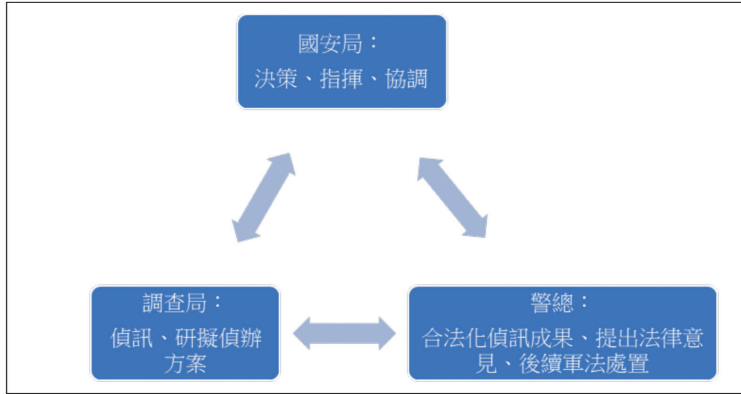 國安局：
決策、指揮、協調
調查局：
偵訊、研擬偵辦
方案
警總：
合法化偵訊成果、提出法律意
見、後續軍法處置